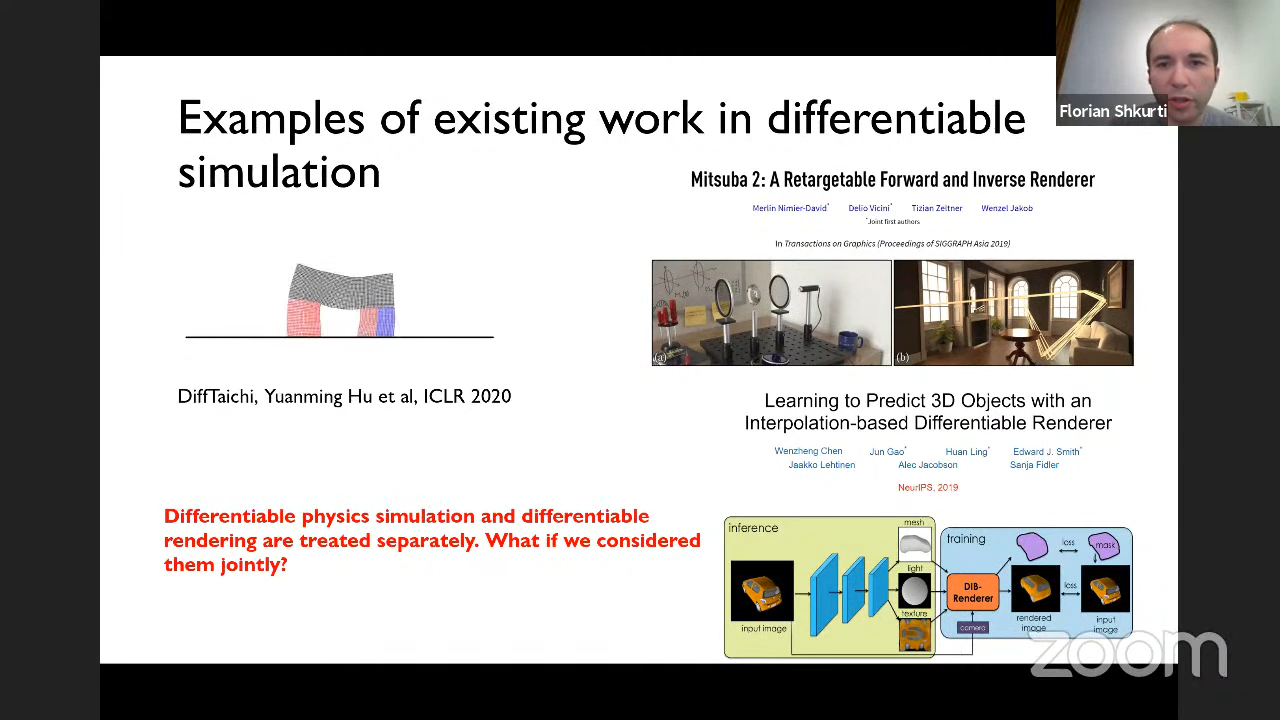 Examples of existing work in differentiable
simulation
Florian Shkurti
Mitsuba 2: A Retargetable Forward and Inverse Renderer
Merlin Nimier-David* Delio Vicini* Tizian Zeltner Wenzel Jakob
*Joint first authors
In Transactions on Graphics (Proceedings of SIGGRAPH Asia 2019)
(a)
(b)
DiffTaichi, Yuanming Hu et al, ICLR 2020
Learning to Predict 3D Objects with an
Interpolation-based Differentiable Renderer
Wenzheng Chen Jun Gao* Huan Ling* Edward J. Smith*
Jaakko Lehtinen Alec Jacobson Sanja Fidler
NeurIPS, 2019
Differentiable physics simulation and differentiable
rendering are treated separately. What if we considered
them jointly?
inference
mesh
light
texture
input image
training
loss
mask
DIB-
Renderer
loss
camera
rendered
image
input
image
zoom